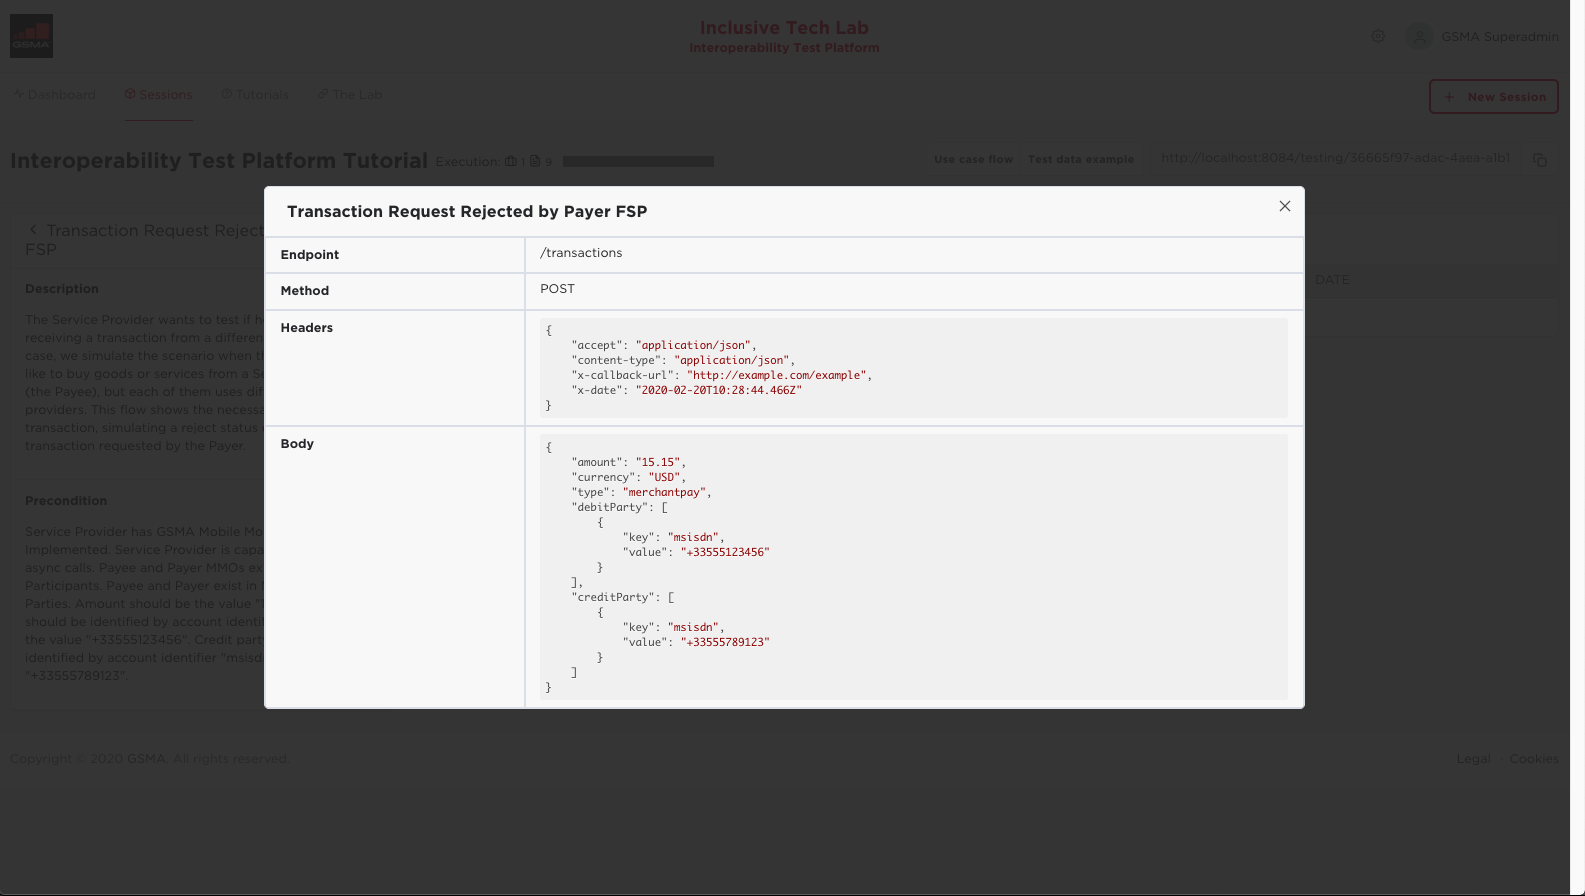 GSMA
Inclusive Tech Lab
Interoperability Test Platform
GSMA Superadmin
Dashboard
Sessions
Tutorials
The Lab
+ New Session
Interoperability Test Platform Tutorial
Execution: 1 9
Use case flow
Test data example
http://localhost:8084/testing/36665f97-adac-4aea-a1b1
Transaction Request Reject
FSP
DATE
Description
The Service Provider wants to test if h
receiving a transaction from a differen
case, we simulate the scenario when t
like to buy goods or services from a Se
(the Payee), but each of them uses dif
providers. This flow shows the necessa
transaction, simulating a reject status
transaction requested by the Payer.
Precondition
Service Provider has GSMA Mobile Mo
Implemented. Service Provider is capa
async calls. Payee and Payer MMOs ex
Participants. Payee and Payer exist in
Parties. Amount should be the value "1
should be identified by account identif
the value "+33555123456". Credit part
identified by account identifier "msisd
"+33555789123".
Transaction Request Rejected by Payer FSP
Endpoint
/transactions
Method
POST
Headers
{
"accept": "application/json",
"content-type": "application/json",
"x-callback-url": "http://example.com/example",
"x-date": "2020-02-20T10:28:44.466Z"
}
Body
{
"amount": "15.15",
"currency": "USD",
"type": "merchantpay",
"debitParty": [
{
"key": "msisdn",
"value": "+33555123456"
}
],
"creditParty": [
{
"key": "msisdn",
"value": "+33555789123"
}
]
}
Copyright © 2020 GSMA. All rights reserved.
Legal
Cookies